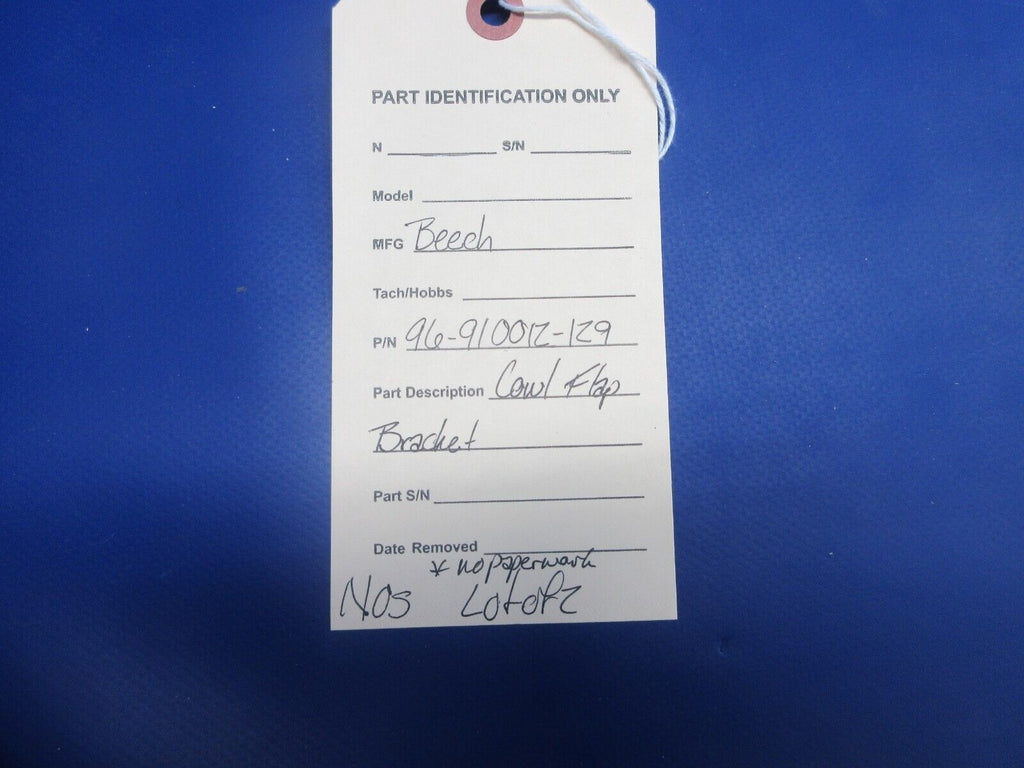 PART IDENTIFICATION ONLY
N S/N
Model
MFG Beech
Tach/Hobbs
P/N 96-910012-129
Part Description Cowl Flap
Bracket
Part S/N
Date Removed
* no paperwork
NOS Lot of 2